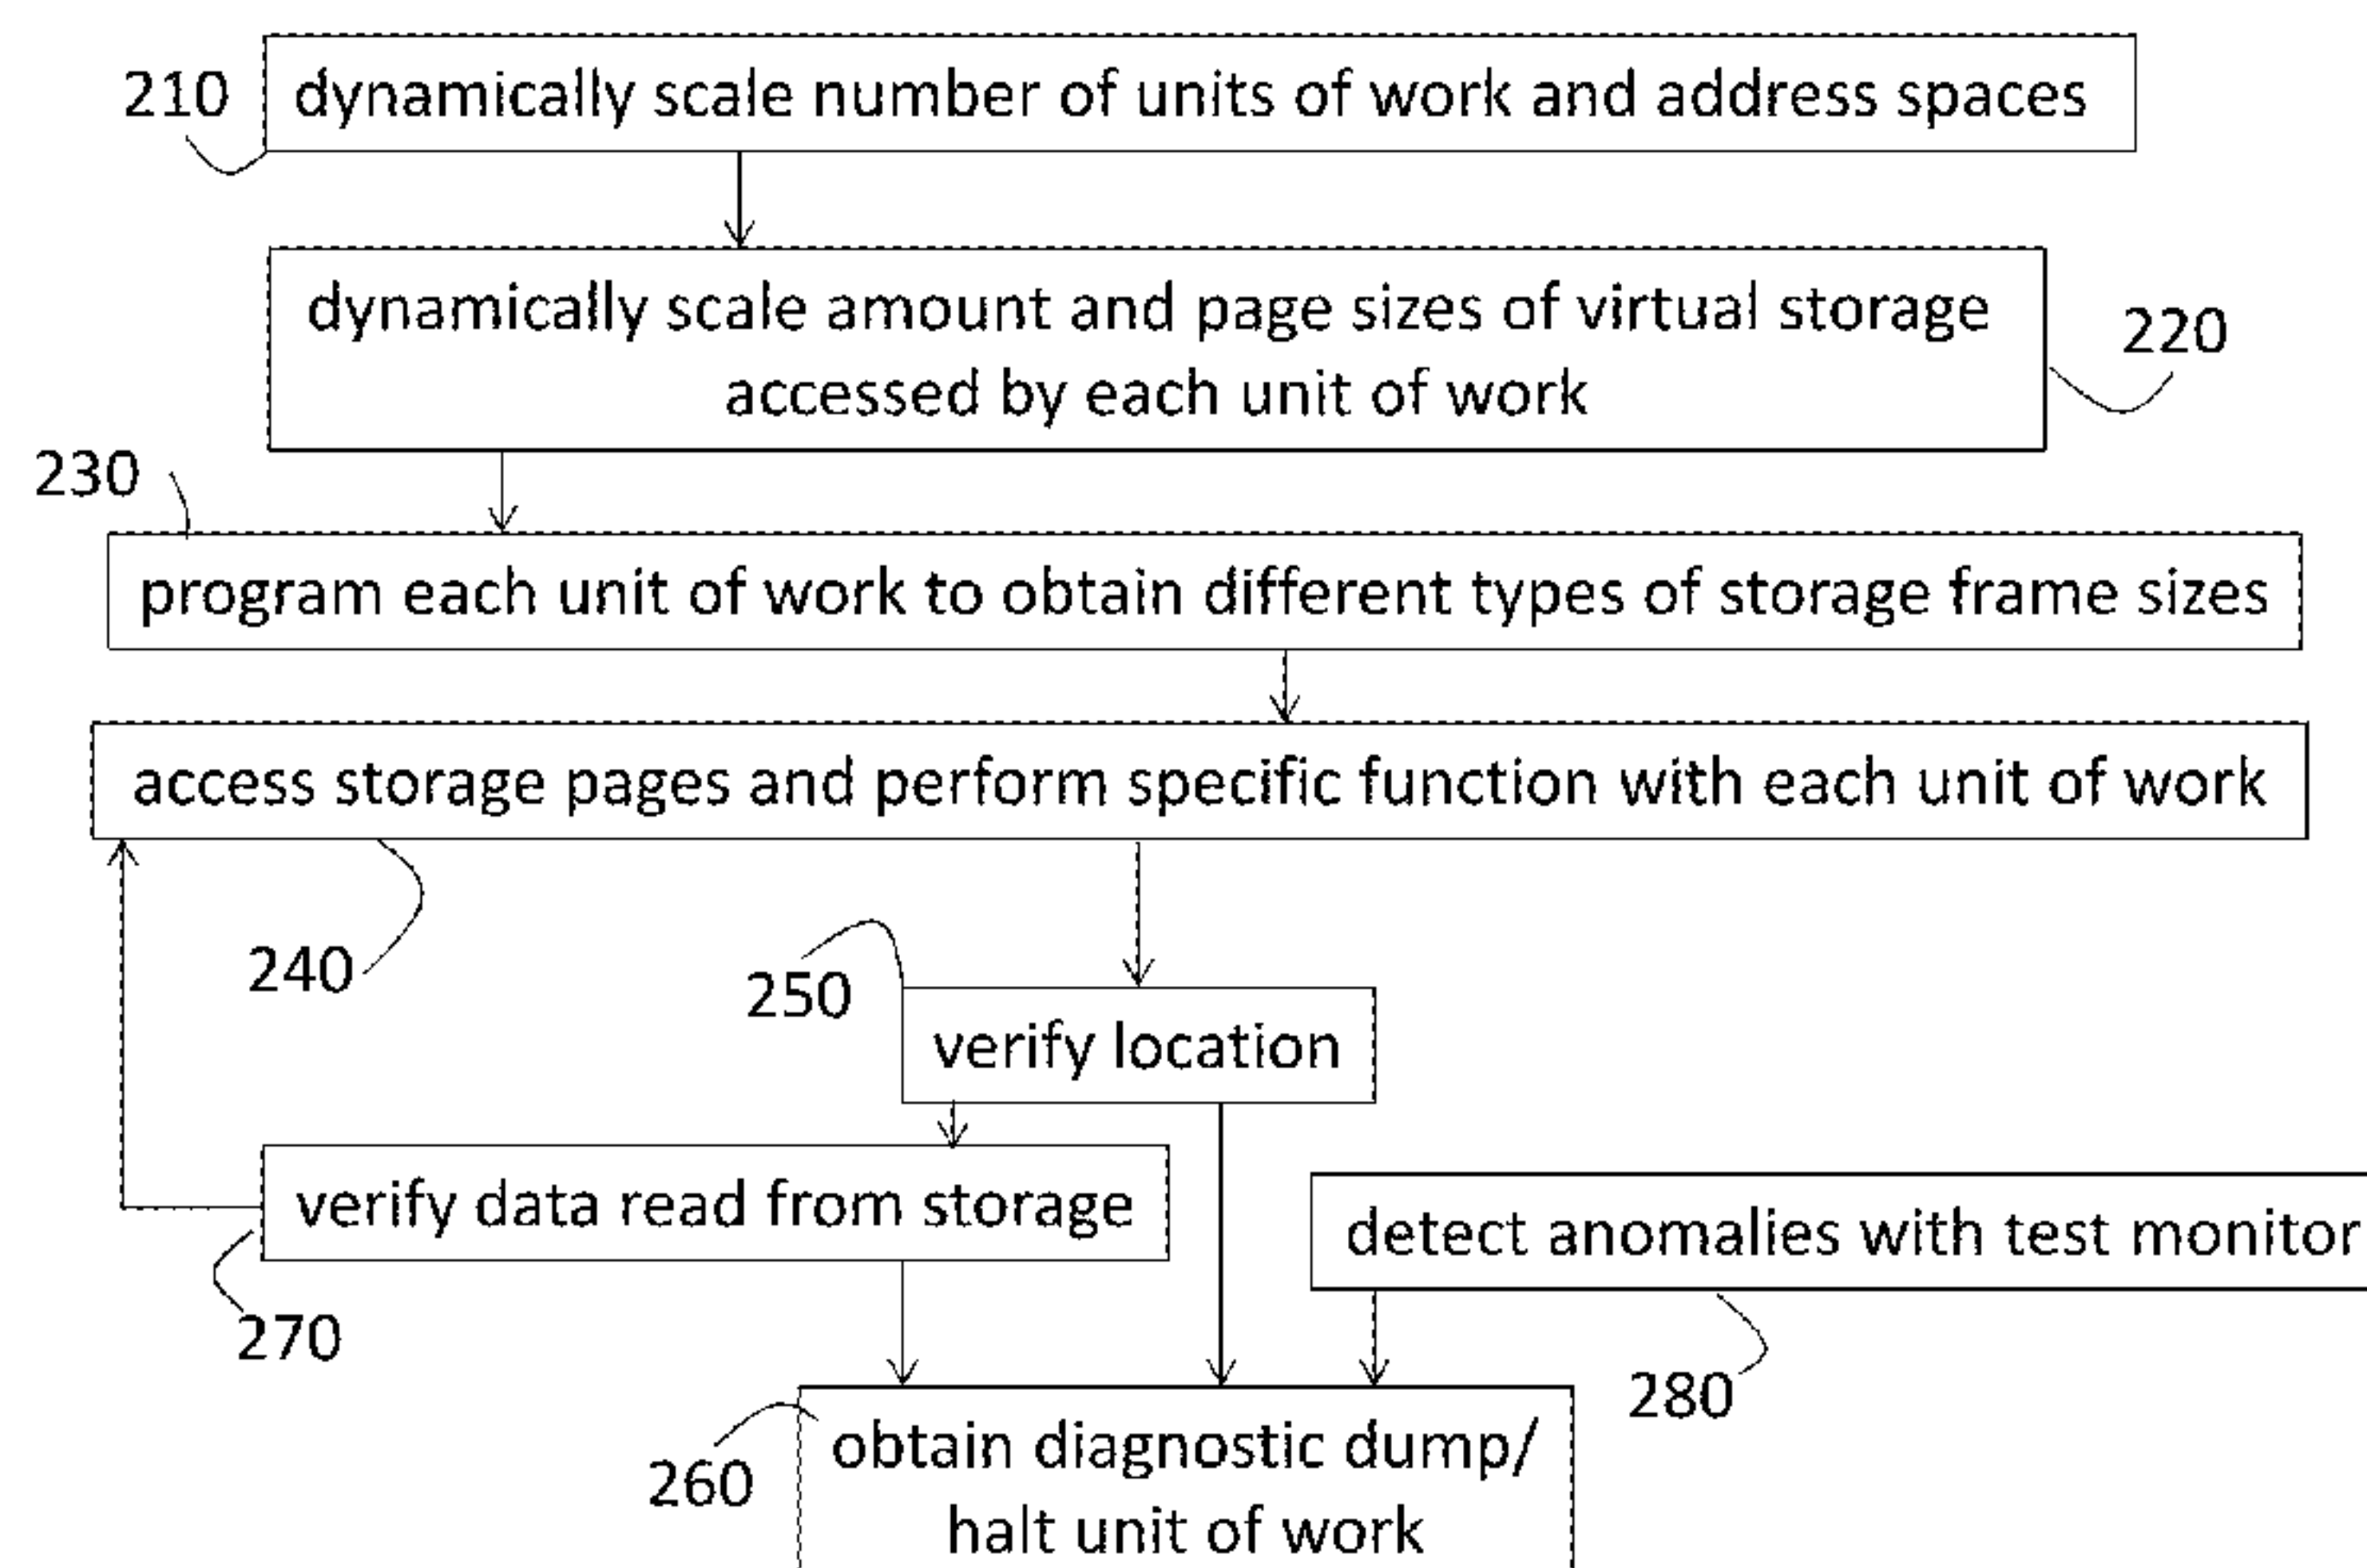 210
dynamically scale number of units of work and address spaces
dynamically scale amount and page sizes of virtual storage
accessed by each unit of work
220
230
program each unit of work to obtain different types of storage frame sizes
access storage pages and perform specific function with each unit of work
240
250
verify location
verify data read from storage
detect anomalies with test monitor
270
280
260
obtain diagnostic dump/
halt unit of work